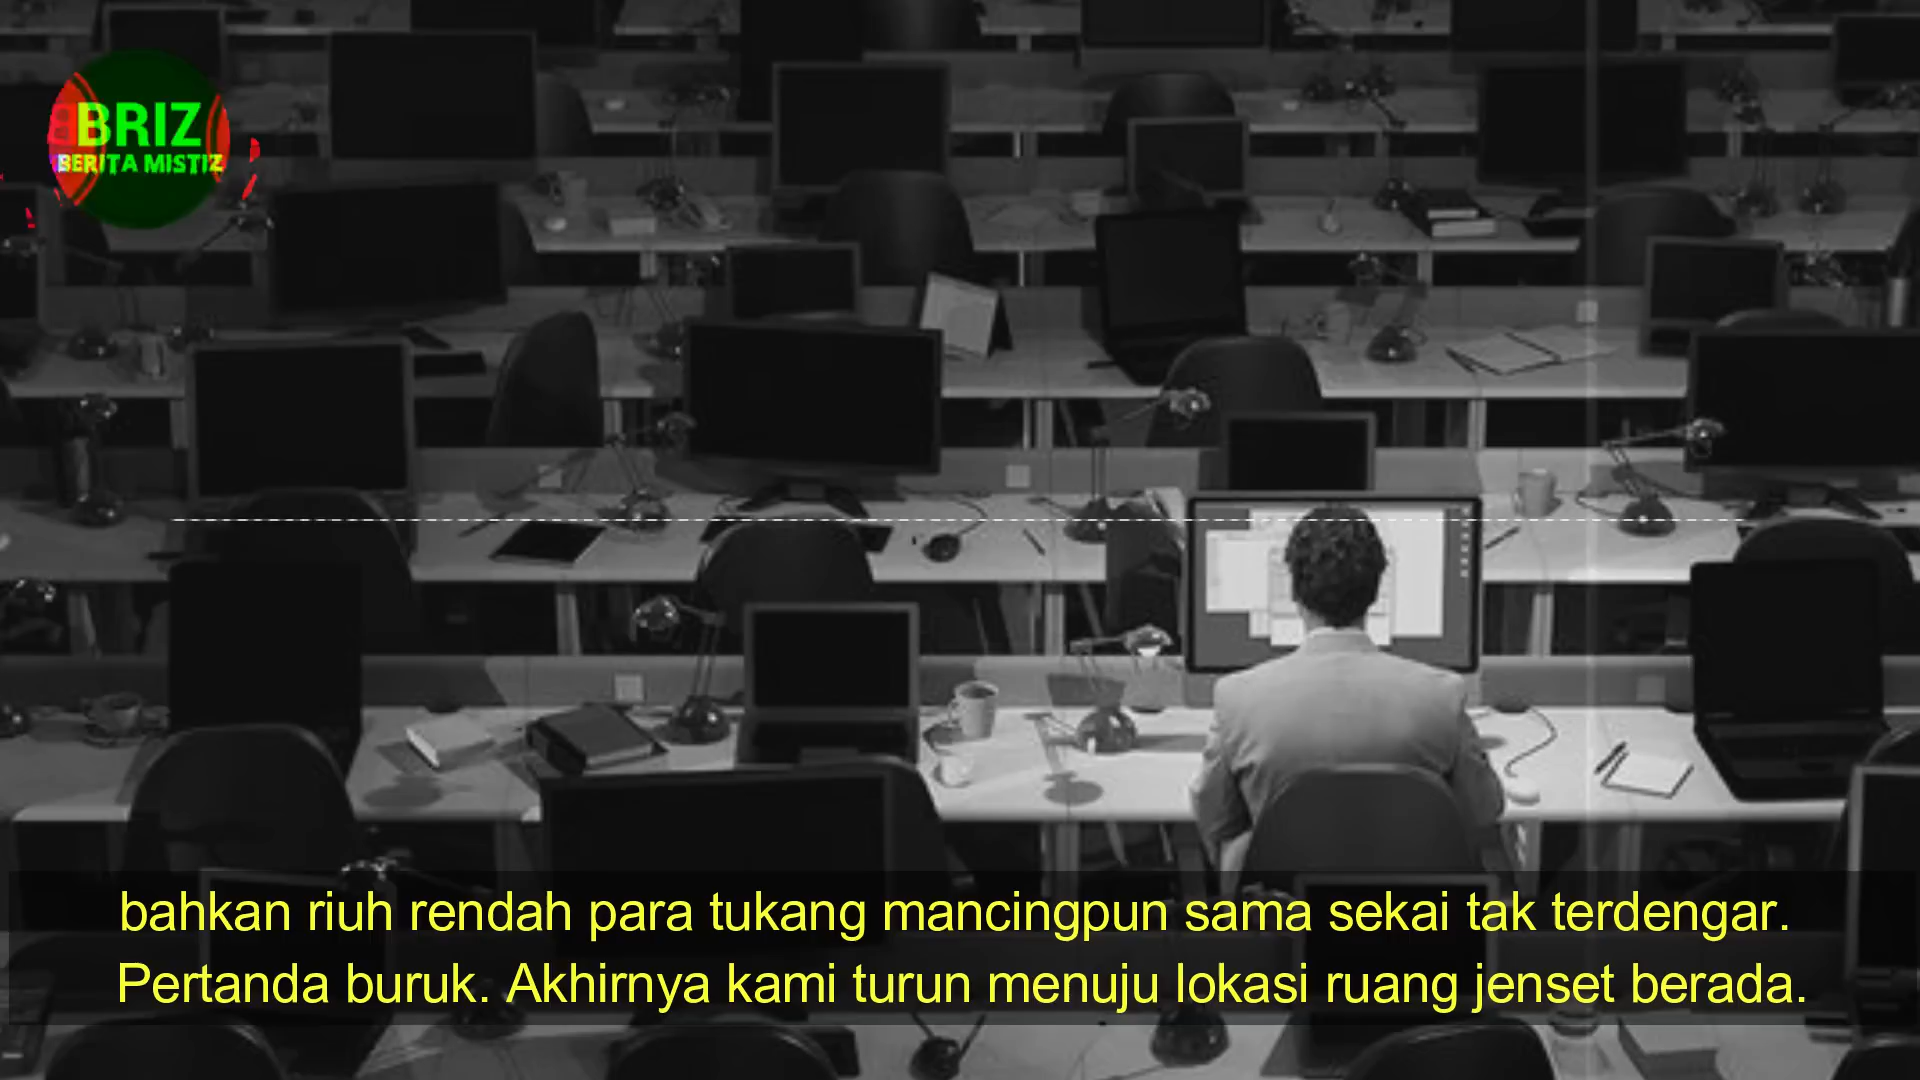 BRIZ
BERITA MISTIZ
bahkan riuh rendah para tukang mancingpun sama sekai tak terdengar.
Pertanda buruk. Akhirnya kami turun menuju lokasi ruang jenset berada.